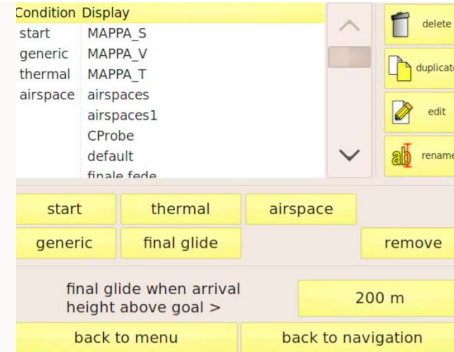 Condition Display
start MAPPA_S
generic MAPPA_V
thermal MAPPA_T
airspace airspaces
airspaces1
CProbe
default
finale fede
delete
duplicate
edit
rename
start thermal airspace
generic final glide remove
final glide when arrival
height above goal >
200 m
back to menu back to navigation